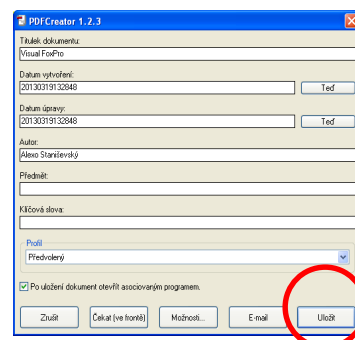 PDFCreator 1.2.3
Titulek dokumentu:
Visual FoxPro
Datum vytvoření:
20130319132848
Teď
Datum úpravy:
20130319132848
Teď
Autor:
Alexo Staničevský
Předmět:
Klíčová slova:
Profil
Předvolený
Po uložení dokument otevřít asociovaným programem.
Zrušit
Čekat (ve frontě)
Možnosti...
E-mail
Uložit